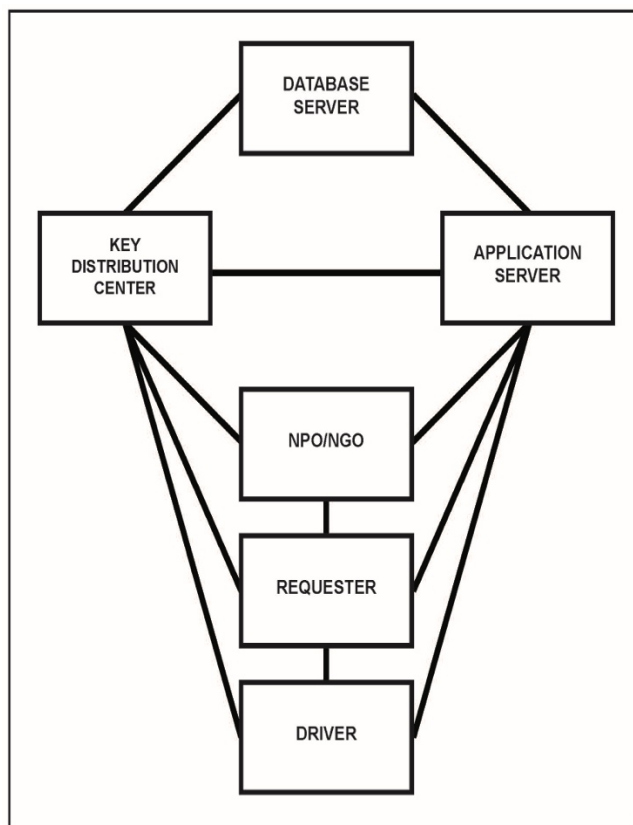 DATABASE
SERVER
KEY
DISTRIBUTION
CENTER
APPLICATION
SERVER
NPO/NGO
REQUESTER
DRIVER